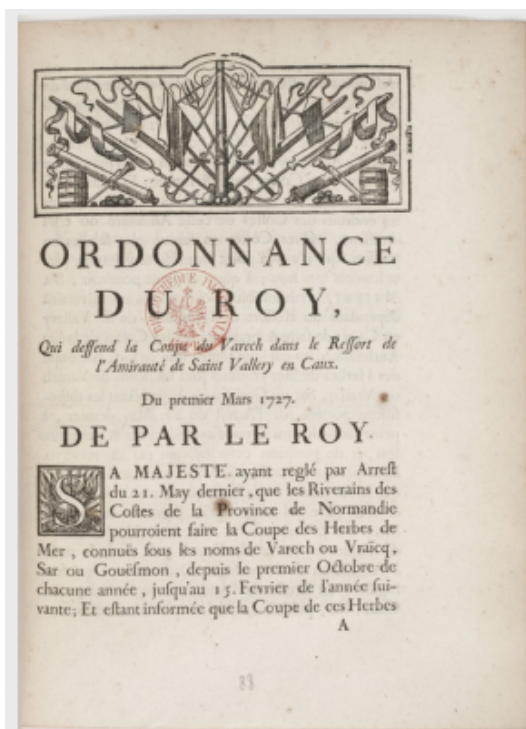 ORDONNANCE
DU ROY,
Qui deffend la Coupe du Varech dans le Ressort de
l'Amirauté de Saint Vallery en Caux.
Du premier Mars 1727.
DE PAR LE ROY.
SA MAJESTE ayant reglé par Arrest
du 21. May dernier, que les Riverains des
Costes de la Province de Normandie
pourroient faire la Coupe des Herbes de
Mer, connuës sous les noms de Varech ou Vraicq,
Sar ou Gouësmon, depuis le premier Octobre de
chacune année, jusqu'au 15. Fevrier de l'année sui-
vante; Et estant informée que la Coupe de ces Herbes
A
88